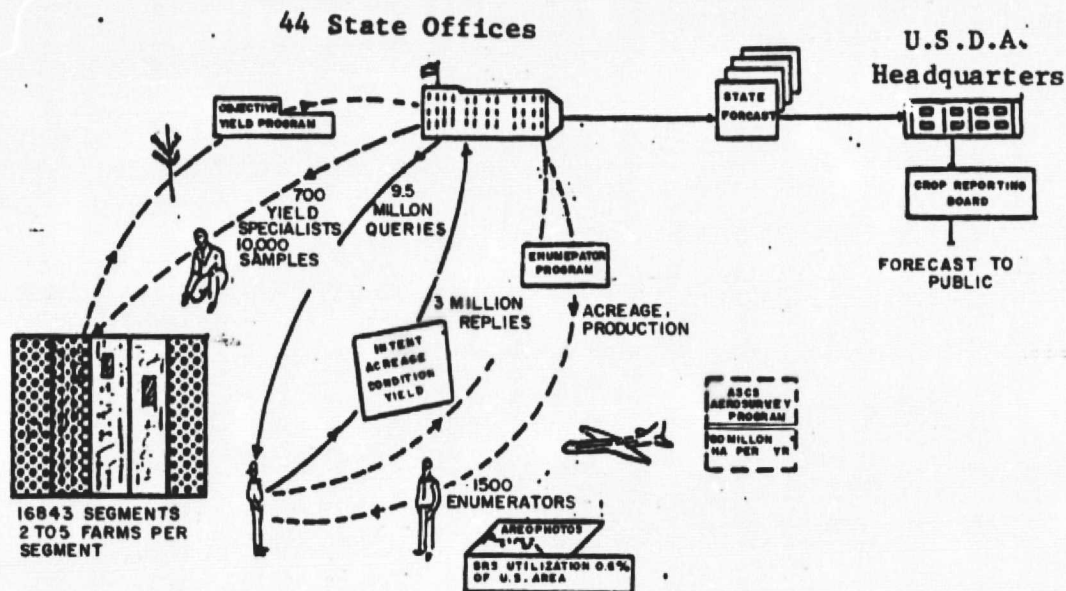 44 State Offices
U.S.D.A.
Headquarters
OBJECTIVE
YIELD PROGRAM
STATE
FORCAST
CROP REPORTING
BOARD
FORECAST TO
PUBLIC
700
YIELD
SPECIALISTS
10,000
SAMPLES
9.5
MILLON
QUERIES
ENUMEPATOR
PROGRAM
3 MILLION
REPLIES
ACREAGE,
PRODUCTION
INTENT
ACREAGE
CONDITION
YIELD
ASCS
AEROSURVEY
PROGRAM
MILLON
HA PER YR
16843 SEGMENTS
2 TO 5 FARMS PER
SEGMENT
1500
ENUMERATORS
AREOPHOTOS
SRS UTILIZATION 0.6%
OF U.S. AREA